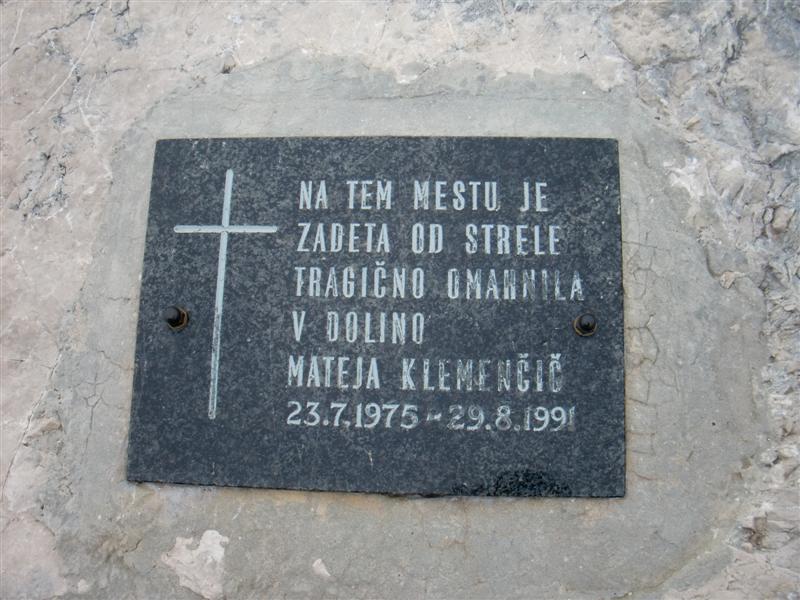 NA TEM MESTU JE
ZADETA OD STRELE
TRAGIČNO OMAHNILA
V DOLINO
MATEJA KLEMENČIČ
23.7.1975 - 29.8.1991